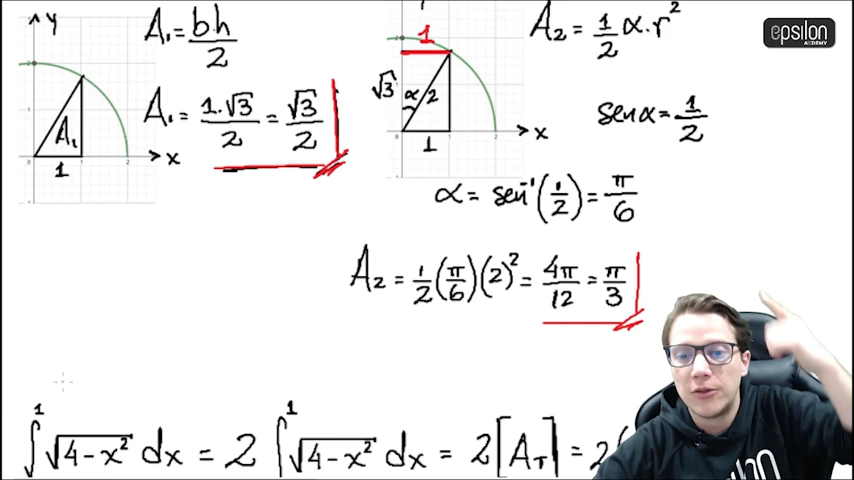 y
epsilon
ACADEMY
A₁ = b.h / 2
1
A₂ = 1/2 α.r²
A₁ = 1.√3 / 2 = √3 / 2
√3
α
2
sen α = 1/2
A₁
x
x
1
1
α = sen⁻¹(1/2) = π/6
A₂ = 1/2 (π/6)(2)² = 4π/12 = π/3
∫¹ √4-x² dx = 2 ∫¹ √4-x² dx = 2[A_T] = 2(